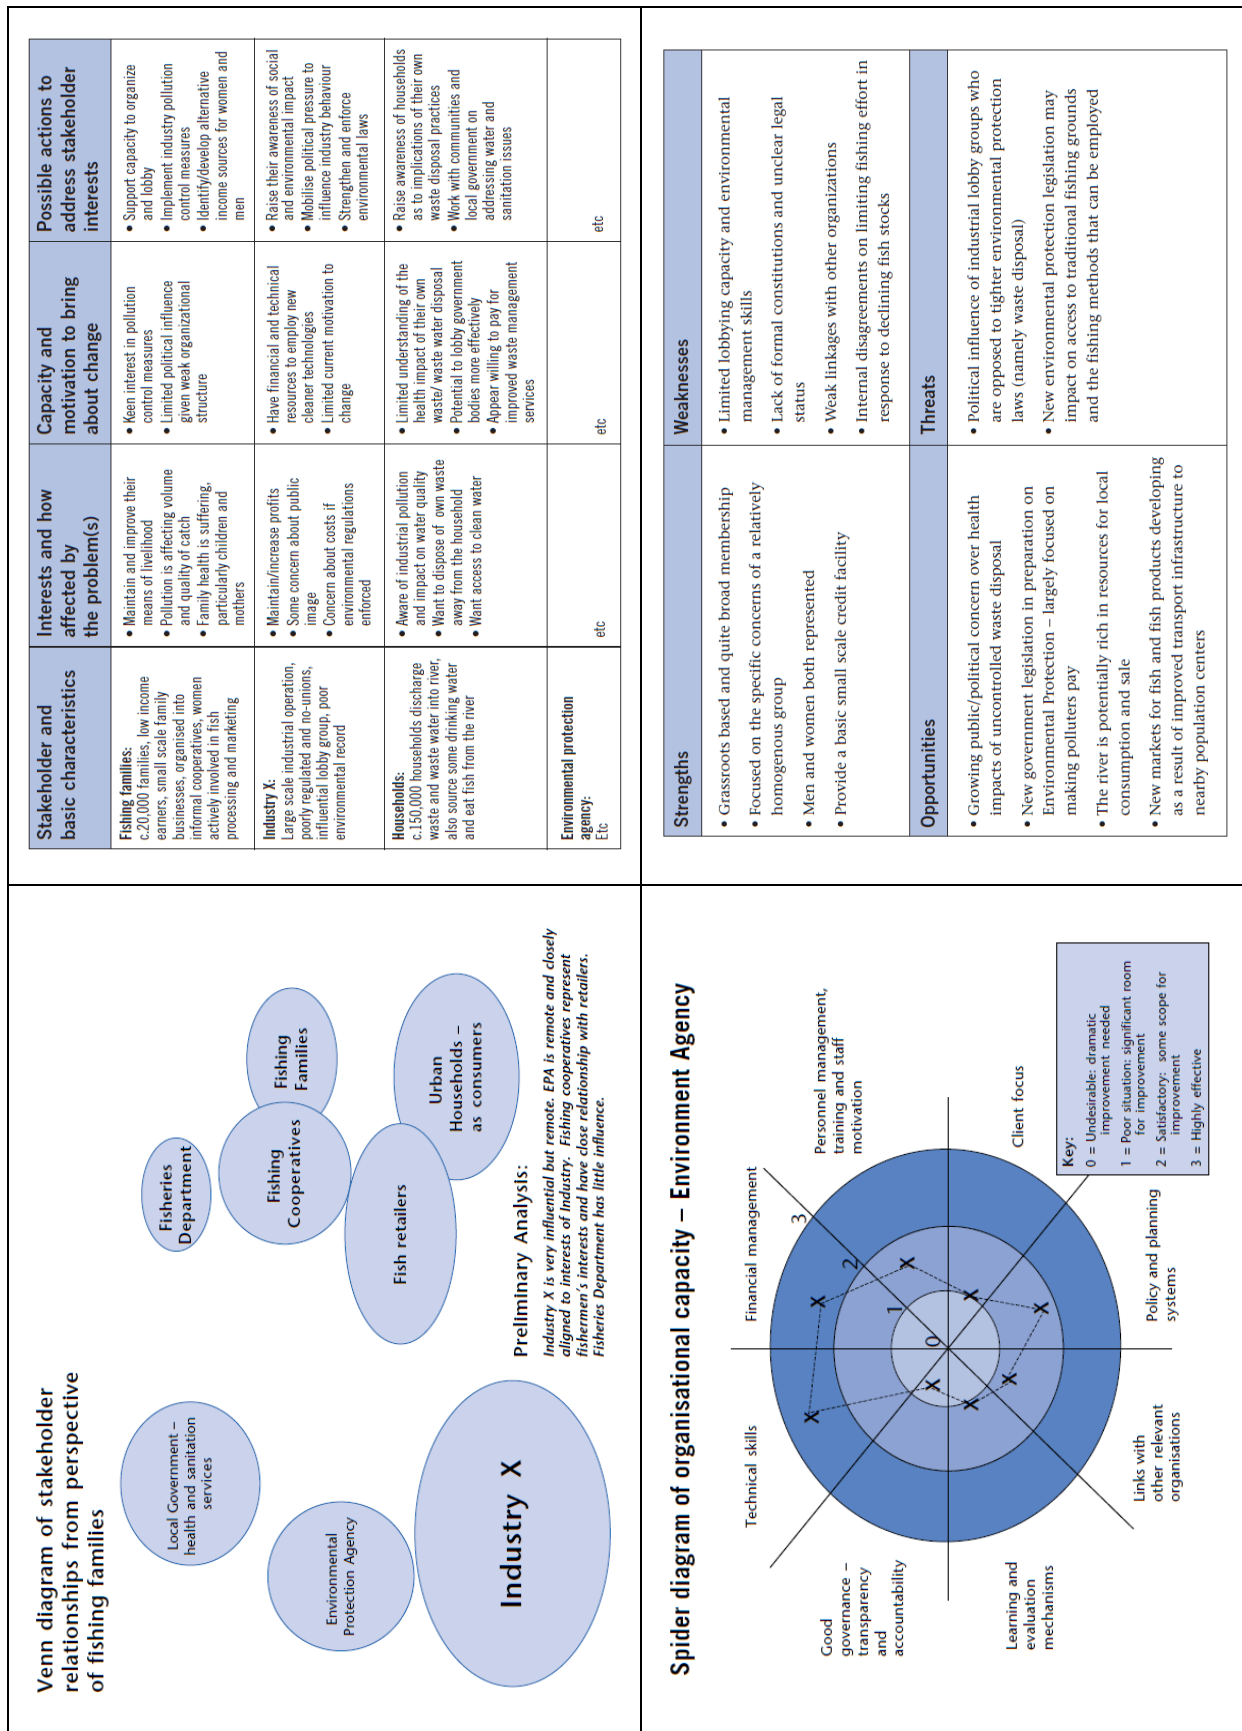 Venn diagram of stakeholder
relationships from perspective
of fishing families
Local Government –
health and sanitation
services
Environmental
Protection Agency
Industry X
Fisheries
Department
Fishing
Cooperatives
Fishing
Families
Fish retailers
Urban
Households –
as consumers
Preliminary Analysis:
Industry X is very influential but remote. EPA is remote and closely
aligned to interests of Industry. Fishing cooperatives represent
fishermen's interests and have close relationship with retailers.
Fisheries Department has little influence.
Stakeholder and
basic characteristics
Interests and how
affected by
the problem(s)
Capacity and
motivation to bring
about change
Possible actions to
address stakeholder
interests
Fishing families:
c.20,000 families, low income
earners, small scale family
businesses, organised into
informal cooperatives, women
actively involved in fish
processing and marketing
• Maintain and improve their
means of livelihood
• Pollution is affecting volume
and quality of catch
• Family health is suffering,
particularly children and
mothers
• Keen interest in pollution
control measures
• Limited political influence
given weak organizational
structure
• Support capacity to organize
and lobby
• Implement industry pollution
control measures
• Identify/develop alternative
income sources for women and
men
Industry X:
Large scale industrial operation,
poorly regulated and no-unions,
influential lobby group, poor
environmental record
• Maintain/increase profits
• Some concern about public
image
• Concern about costs if
environmental regulations
enforced
• Have financial and technical
resources to employ new
cleaner technologies
• Limited current motivation to
change
• Raise their awareness of social
and environmental impact
• Mobilise political pressure to
influence industry behaviour
• Strengthen and enforce
environmental laws
Households:
c.150,000 households discharge
waste and waste water into river,
also source some drinking water
and eat fish from the river
• Aware of industrial pollution
and impact on water quality
• Want to dispose of own waste
away from the household
• Want access to clean water
• Limited understanding of the
health impact of their own
waste/ waste water disposal
• Potential to lobby government
bodies more effectively
• Appear willing to pay for
improved waste management
services
• Raise awareness of households
as to implications of their own
waste disposal practices
• Work with communities and
local government on
addressing water and
sanitation issues
Environmental protection
agency:
Etc
etc
etc
etc
Spider diagram of organisational capacity – Environment Agency
Technical skills
Financial management
Personnel management,
training and staff
motivation
Client focus
Policy and planning
systems
Links with
other relevant
organisations
Learning and
evaluation
mechanisms
Good
governance –
transparency
and
accountability
0
1
2
3
X
X
X
X
X
X
X
X
Key:
0 = Undesirable: dramatic
improvement needed
1 = Poor situation: significant room
for improvement
2 = Satisfactory: some scope for
improvement
3 = Highly effective
Strengths
Weaknesses
• Grassroots based and quite broad membership
• Focused on the specific concerns of a relatively
homogenous group
• Men and women both represented
• Provide a basic small scale credit facility
• Limited lobbying capacity and environmental
management skills
• Lack of formal constitutions and unclear legal
status
• Weak linkages with other organizations
• Internal disagreements on limiting fishing effort in
response to declining fish stocks
Opportunities
Threats
• Growing public/political concern over health
impacts of uncontrolled waste disposal
• New government legislation in preparation on
Environmental Protection – largely focused on
making polluters pay
• The river is potentially rich in resources for local
consumption and sale
• New markets for fish and fish products developing
as a result of improved transport infrastructure to
nearby population centers
• Political influence of industrial lobby groups who
are opposed to tighter environmental protection
laws (namely waste disposal)
• New environmental protection legislation may
impact on access to traditional fishing grounds
and the fishing methods that can be employed